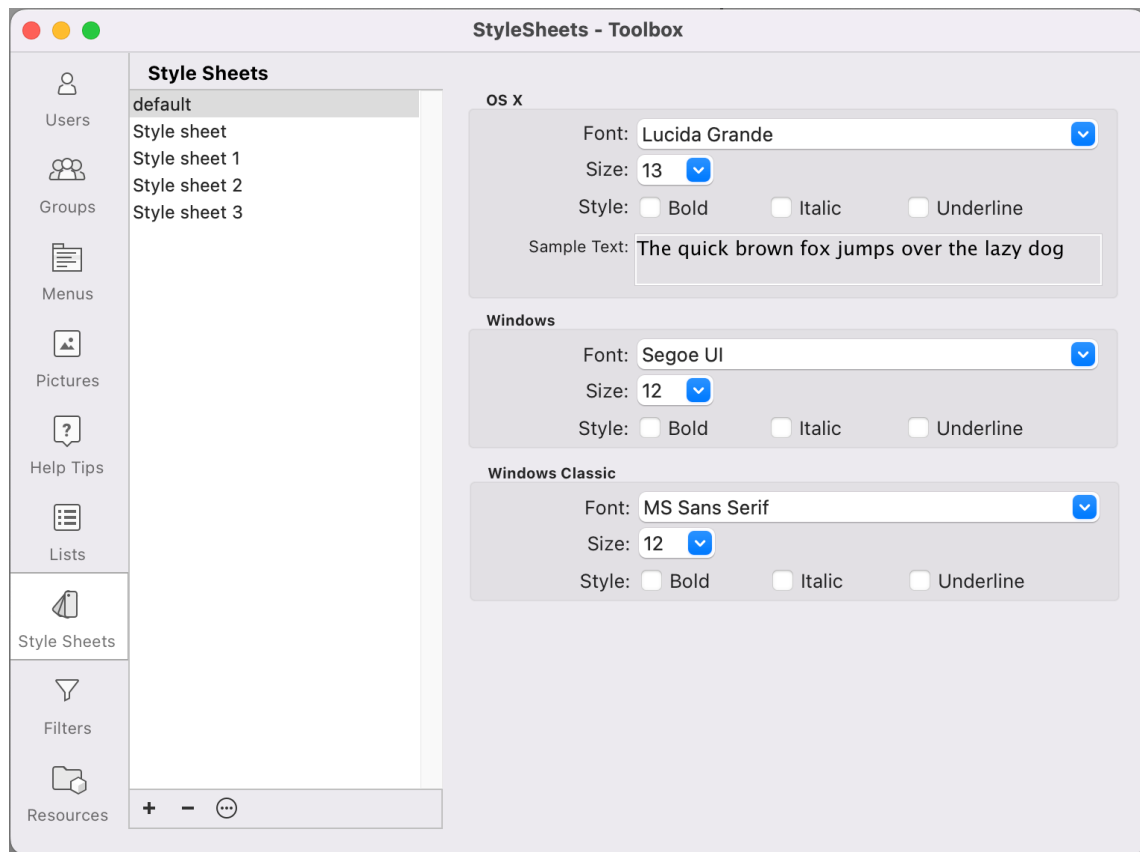 StyleSheets - Toolbox
Users
Groups
Menus
Pictures
Help Tips
Lists
Style Sheets
Filters
Resources
Style Sheets
default
Style sheet
Style sheet 1
Style sheet 2
Style sheet 3
OS X
Font: Lucida Grande
Size: 13
Style: Bold Italic Underline
Sample Text: The quick brown fox jumps over the lazy dog
Windows
Font: Segoe UI
Size: 12
Style: Bold Italic Underline
Windows Classic
Font: MS Sans Serif
Size: 12
Style: Bold Italic Underline